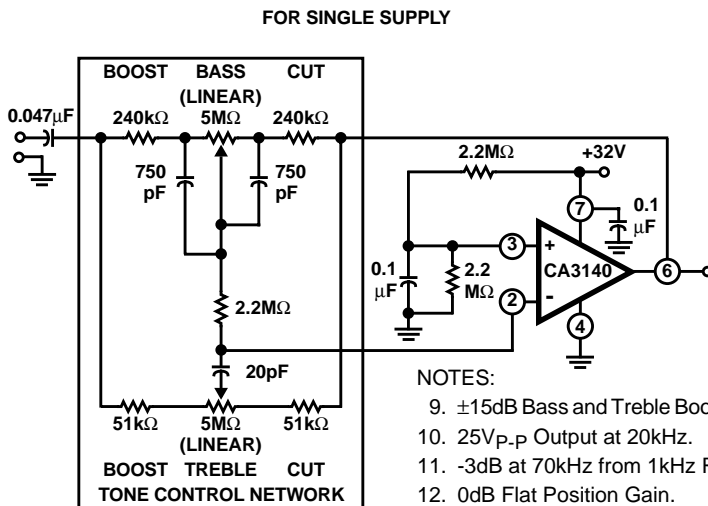 FOR SINGLE SUPPLY
BOOST BASS CUT
(LINEAR)
0.047µF
240kΩ 5MΩ 240kΩ
750
pF
750
pF
2.2MΩ
+32V
7
0.1
µF
3
+
CA3140
6
0.1
µF
2.2
MΩ
2
-
4
2.2MΩ
20pF
51kΩ 5MΩ 51kΩ
(LINEAR)
BOOST TREBLE CUT
TONE CONTROL NETWORK
NOTES:
9. ±15dB Bass and Treble Boo
10. 25VP-P Output at 20kHz.
11. -3dB at 70kHz from 1kHz F
12. 0dB Flat Position Gain.